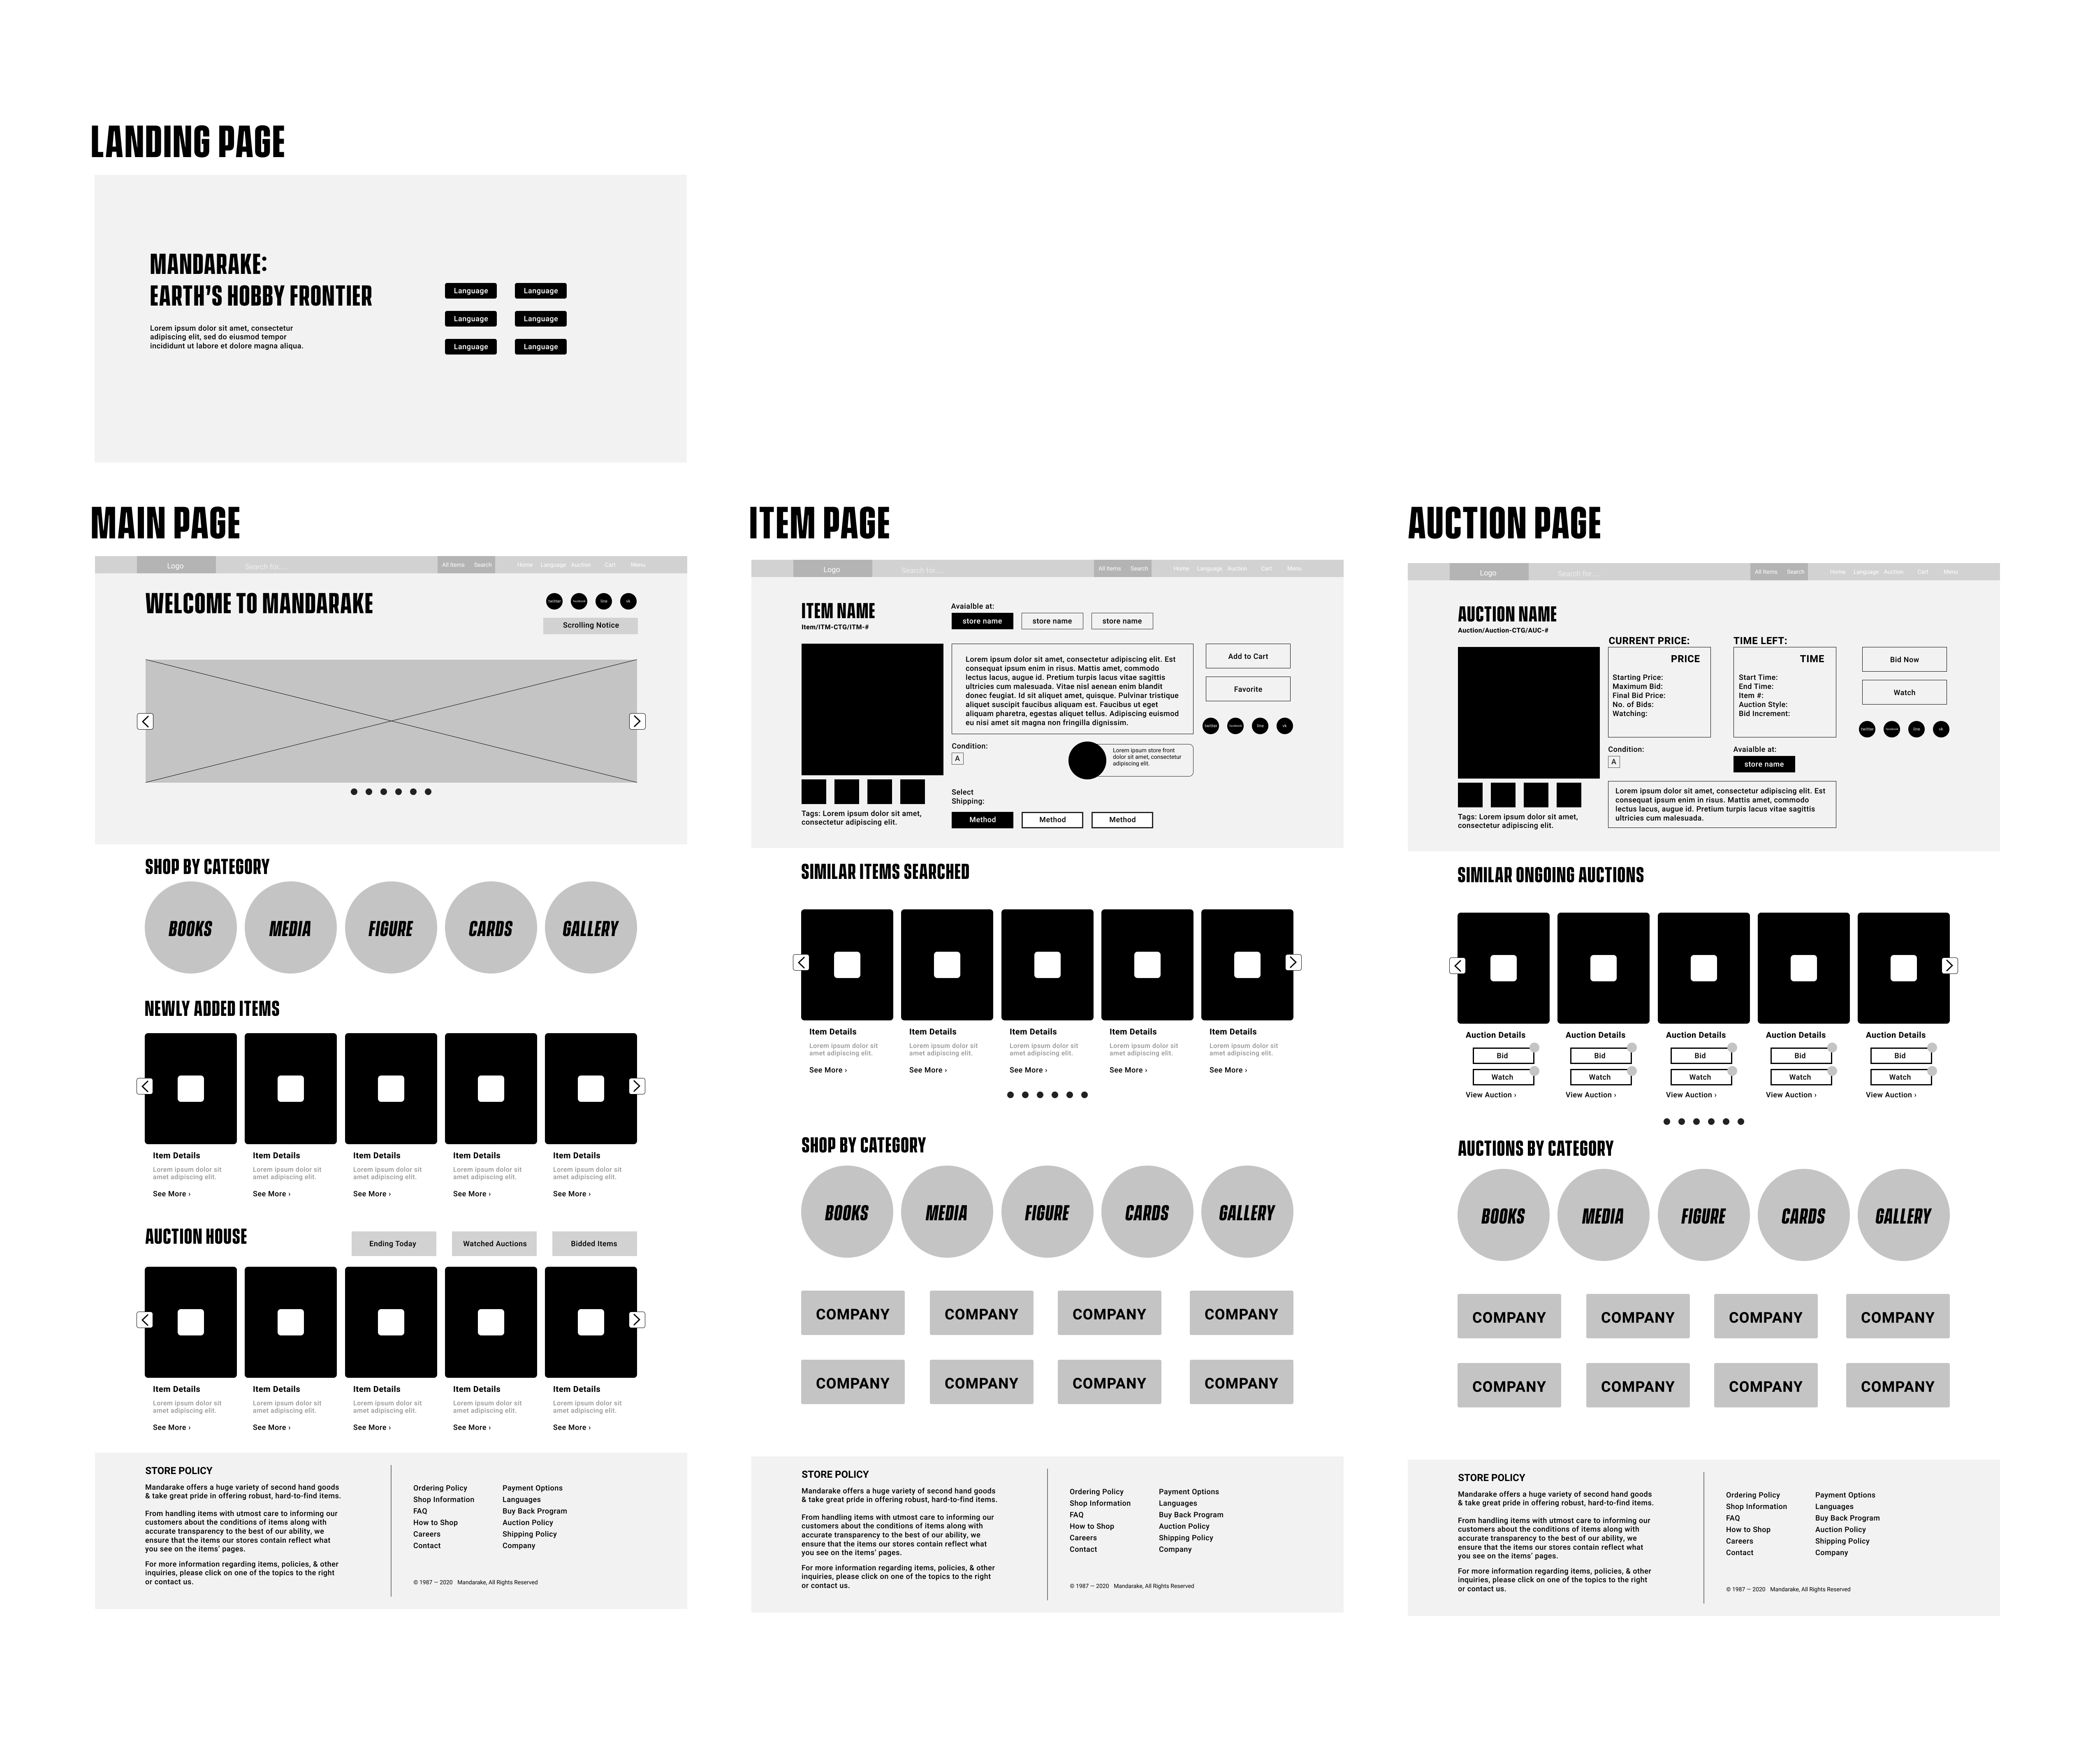 LANDING PAGE
MANDARAKE:
EARTH'S HOBBY FRONTIER
Lorem ipsum dolor sit amet, consectetur
adipiscing elit, sed do eiusmod tempor
incididunt ut labore et dolore magna aliqua.
Language Language
Language Language
Language Language
MAIN PAGE
Logo Search for.... All Items Search Home Language Auction Cart Menu
WELCOME TO MANDARAKE
twitter facebook line vk
Scrolling Notice
SHOP BY CATEGORY
BOOKS MEDIA FIGURE CARDS GALLERY
NEWLY ADDED ITEMS
Item Details Item Details Item Details Item Details Item Details
Lorem ipsum dolor sit Lorem ipsum dolor sit Lorem ipsum dolor sit Lorem ipsum dolor sit Lorem ipsum dolor sit
amet adipiscing elit. amet adipiscing elit. amet adipiscing elit. amet adipiscing elit. amet adipiscing elit.
See More › See More › See More › See More › See More ›
AUCTION HOUSE
Ending Today Watched Auctions Bidded Items
Item Details Item Details Item Details Item Details Item Details
Lorem ipsum dolor sit Lorem ipsum dolor sit Lorem ipsum dolor sit Lorem ipsum dolor sit Lorem ipsum dolor sit
amet adipiscing elit. amet adipiscing elit. amet adipiscing elit. amet adipiscing elit. amet adipiscing elit.
See More › See More › See More › See More › See More ›
STORE POLICY
Mandarake offers a huge variety of second hand goods
& take great pride in offering robust, hard-to-find items.
From handling items with utmost care to informing our
customers about the conditions of items along with
accurate transparency to the best of our ability, we
ensure that the items our stores contain reflect what
you see on the items' pages.
For more information regarding items, policies, & other
inquiries, please click on one of the topics to the right
or contact us.
Ordering Policy Payment Options
Shop Information Languages
FAQ Buy Back Program
How to Shop Auction Policy
Careers Shipping Policy
Contact Company
© 1987 — 2020 Mandarake, All Rights Reserved
ITEM PAGE
Logo Search for.... All Items Search Home Language Auction Cart Menu
ITEM NAME
Item/ITM-CTG/ITM-#
Avaialble at:
store name store name store name
Lorem ipsum dolor sit amet, consectetur adipiscing elit. Est
consequat ipsum enim in risus. Mattis amet, commodo
lectus lacus, augue id. Pretium turpis lacus vitae sagittis
ultricies cum malesuada. Vitae nisl aenean enim blandit
donec feugiat. Id sit aliquet amet, quisque. Pulvinar tristique
aliquet suscipit faucibus aliquam est. Faucibus ut eget
aliquam pharetra, egestas aliquet tellus. Adipiscing euismod
eu nisi amet sit magna non fringilla dignissim.
Add to Cart
Favorite
twitter facebook line vk
Condition:
A
Lorem ipsum store front
dolor sit amet, consectetur
adipiscing elit.
Select
Shipping:
Method Method Method
Tags: Lorem ipsum dolor sit amet,
consectetur adipiscing elit.
SIMILAR ITEMS SEARCHED
Item Details Item Details Item Details Item Details Item Details
Lorem ipsum dolor sit Lorem ipsum dolor sit Lorem ipsum dolor sit Lorem ipsum dolor sit Lorem ipsum dolor sit
amet adipiscing elit. amet adipiscing elit. amet adipiscing elit. amet adipiscing elit. amet adipiscing elit.
See More › See More › See More › See More › See More ›
SHOP BY CATEGORY
BOOKS MEDIA FIGURE CARDS GALLERY
COMPANY COMPANY COMPANY COMPANY
COMPANY COMPANY COMPANY COMPANY
STORE POLICY
Mandarake offers a huge variety of second hand goods
& take great pride in offering robust, hard-to-find items.
From handling items with utmost care to informing our
customers about the conditions of items along with
accurate transparency to the best of our ability, we
ensure that the items our stores contain reflect what
you see on the items' pages.
For more information regarding items, policies, & other
inquiries, please click on one of the topics to the right
or contact us.
Ordering Policy Payment Options
Shop Information Languages
FAQ Buy Back Program
How to Shop Auction Policy
Careers Shipping Policy
Contact Company
© 1987 — 2020 Mandarake, All Rights Reserved
AUCTION PAGE
Logo Search for.... All Items Search Home Language Auction Cart Menu
AUCTION NAME
Auction/Auction-CTG/AUC-#
CURRENT PRICE: TIME LEFT:
PRICE
Starting Price:
Maximum Bid:
Final Bid Price:
No. of Bids:
Watching:
TIME
Start Time:
End Time:
Item #:
Auction Style:
Bid Increment:
Bid Now
Watch
twitter facebook line vk
Condition:
A
Avaialble at:
store name
Lorem ipsum dolor sit amet, consectetur adipiscing elit. Est
consequat ipsum enim in risus. Mattis amet, commodo
lectus lacus, augue id. Pretium turpis lacus vitae sagittis
ultricies cum malesuada.
Tags: Lorem ipsum dolor sit amet,
consectetur adipiscing elit.
SIMILAR ONGOING AUCTIONS
Auction Details Auction Details Auction Details Auction Details Auction Details
Bid Bid Bid Bid Bid
Watch Watch Watch Watch Watch
View Auction › View Auction › View Auction › View Auction › View Auction ›
AUCTIONS BY CATEGORY
BOOKS MEDIA FIGURE CARDS GALLERY
COMPANY COMPANY COMPANY COMPANY
COMPANY COMPANY COMPANY COMPANY
STORE POLICY
Mandarake offers a huge variety of second hand goods
& take great pride in offering robust, hard-to-find items.
From handling items with utmost care to informing our
customers about the conditions of items along with
accurate transparency to the best of our ability, we
ensure that the items our stores contain reflect what
you see on the items' pages.
For more information regarding items, policies, & other
inquiries, please click on one of the topics to the right
or contact us.
Ordering Policy Payment Options
Shop Information Languages
FAQ Buy Back Program
How to Shop Auction Policy
Careers Shipping Policy
Contact Company
© 1987 — 2020 Mandarake, All Rights Reserved